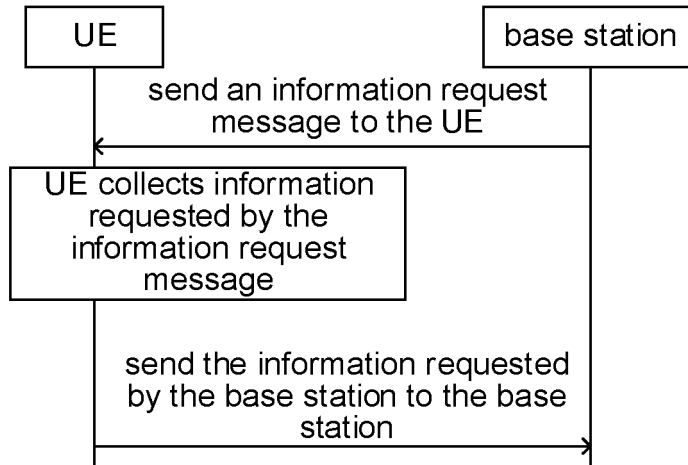 UE
base station
send an information request
message to the UE
UE collects information
requested by the
information request
message
send the information requested
by the base station to the base
station